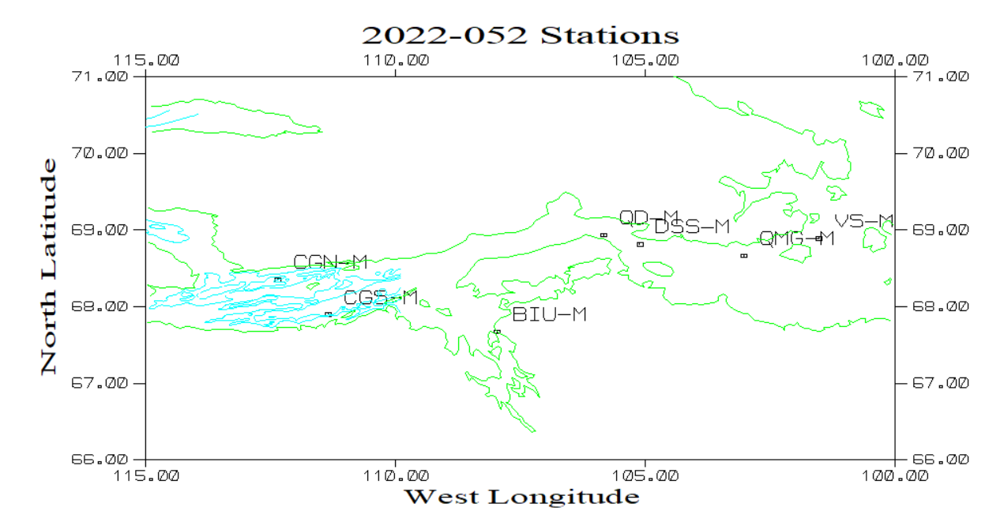 2022-052 Stations
115.00 110.00 105.00 100.00
71.00 71.00
70.00 70.00
69.00 69.00
68.00 68.00
67.00 67.00
66.00 66.00
North Latitude
QD-M
DSS-M
VS-M
QMG-M
CGN-M
CGS-M
BIU-M
115.00 110.00 105.00 100.00
West Longitude